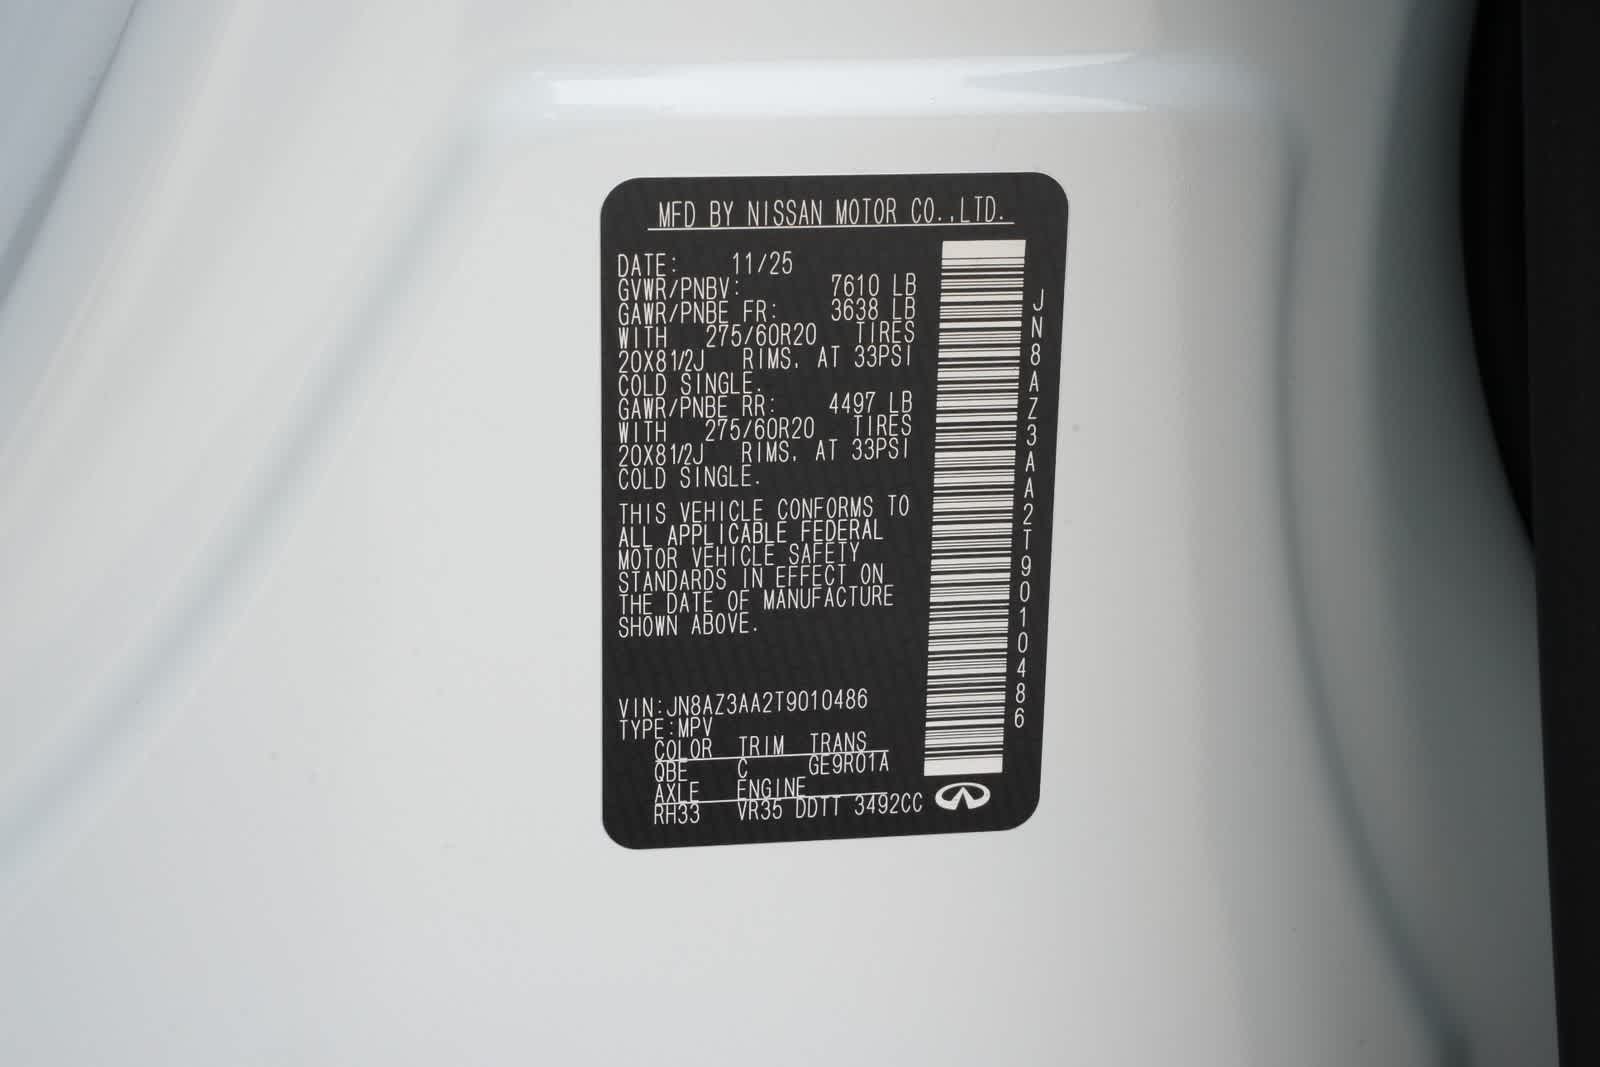 MFD BY NISSAN MOTOR CO.,LTD.
DATE: 11/25
GVWR/PNBV: 7610 LB
GAWR/PNBE FR: 3638 LB
WITH 275/60R20 TIRES
20X81/2J RIMS, AT 33PSI
COLD SINGLE.
GAWR/PNBE RR: 4497 LB
WITH 275/60R20 TIRES
20X81/2J RIMS, AT 33PSI
COLD SINGLE.
THIS VEHICLE CONFORMS TO
ALL APPLICABLE FEDERAL
MOTOR VEHICLE SAFETY
STANDARDS IN EFFECT ON
THE DATE OF MANUFACTURE
SHOWN ABOVE.
VIN:JN8AZ3AA2T9010486
TYPE:MPV
COLOR TRIM TRANS
QBE C GE9R01A
AXLE ENGINE
RH33 VR35 DDTT 3492CC
JN8AZ3AA2T9010486